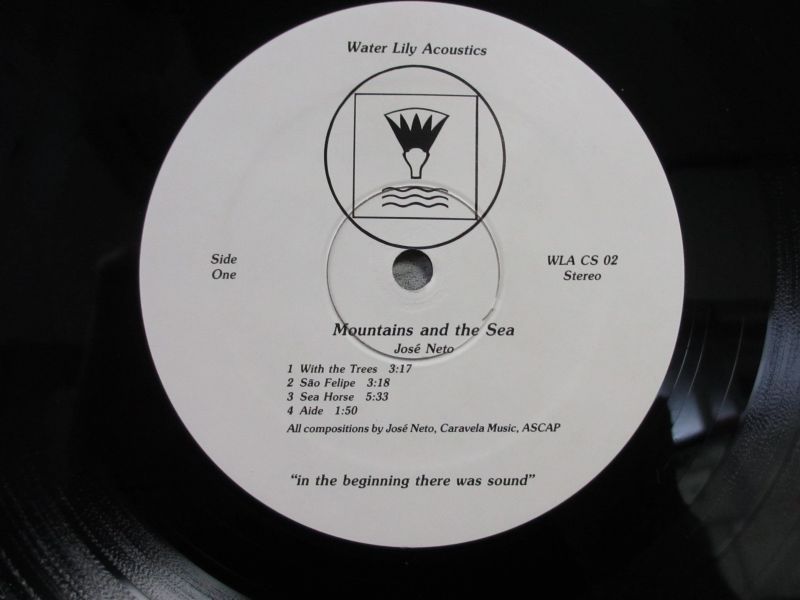 Water Lily Acoustics
Side
One
WLA CS 02
Stereo
Mountains and the Sea
José Neto
1 With the Trees 3:17
2 São Felipe 3:18
3 Sea Horse 5:33
4 Aide 1:50
All compositions by José Neto, Caravela Music, ASCAP
"in the beginning there was sound"